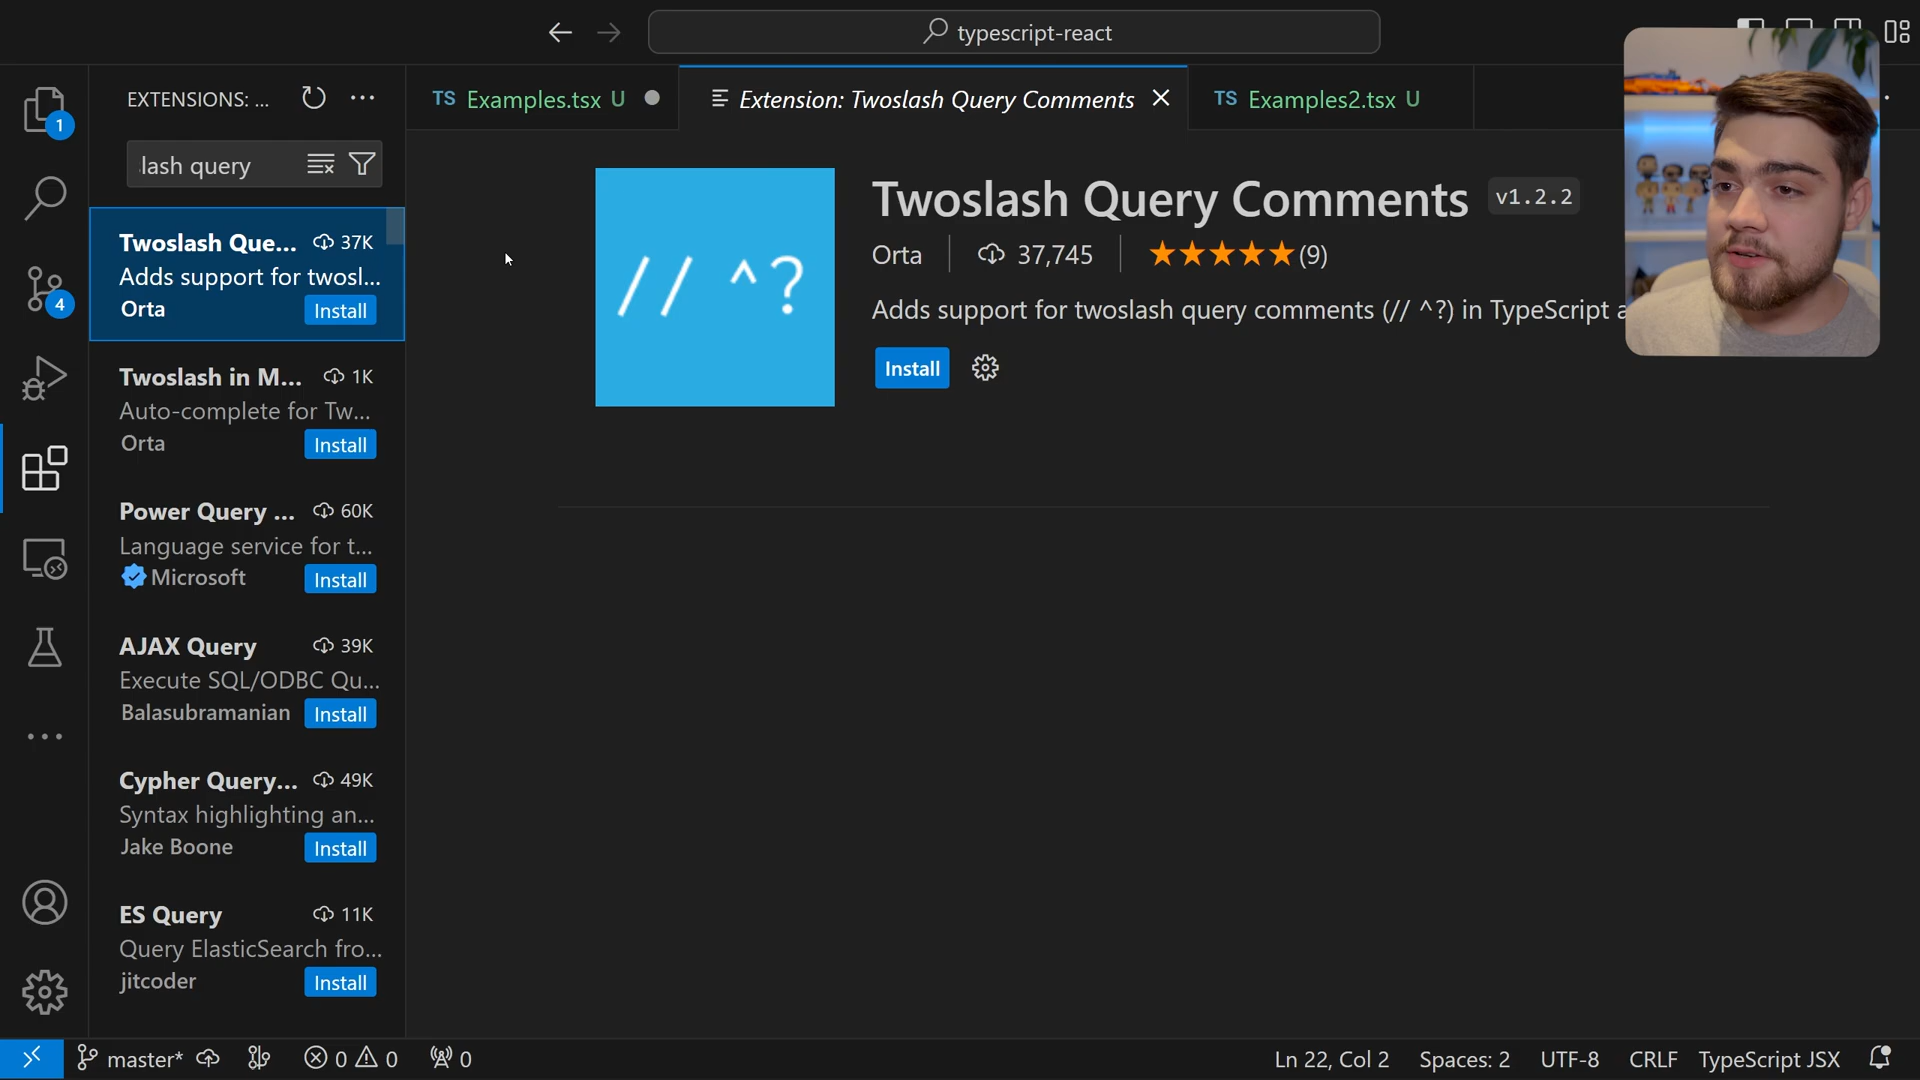 typescript-react
EXTENSIONS: ...
TS Examples.tsx U
Extension: Twoslash Query Comments
TS Examples2.tsx U
1
lash query
4
Twoslash Que... 37K
Adds support for twosl...
Orta Install
Twoslash in M... 1K
Auto-complete for Tw...
Orta Install
Power Query ... 60K
Language service for t...
Microsoft Install
AJAX Query 39K
Execute SQL/ODBC Qu...
Balasubramanian Install
Cypher Query... 49K
Syntax highlighting an...
Jake Boone Install
ES Query 11K
Query ElasticSearch fro...
jitcoder Install
// ^?
Twoslash Query Comments v1.2.2
Orta 37,745 ★★★★★ (9)
Adds support for twoslash query comments (// ^?) in TypeScript a
Install
master* 0 0 0 Ln 22, Col 2 Spaces: 2 UTF-8 CRLF TypeScript JSX